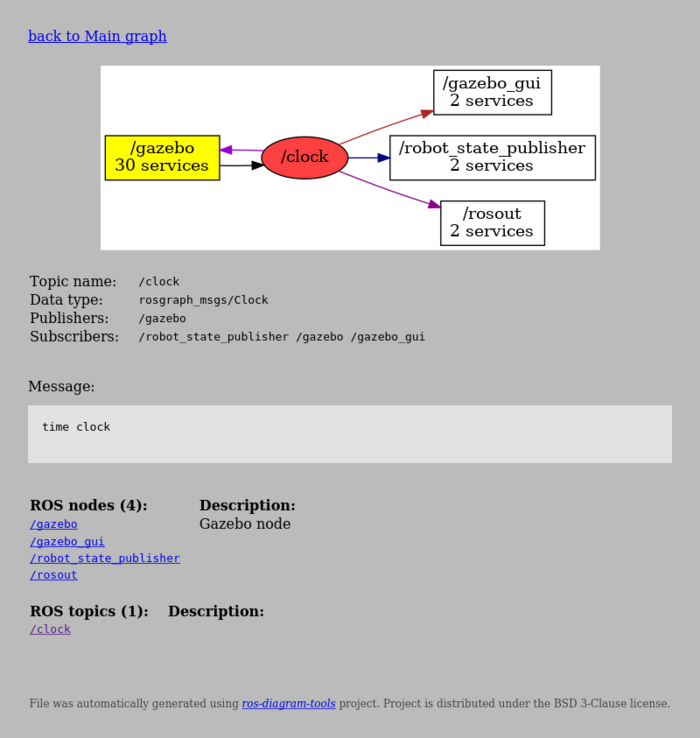 back to Main graph
/gazebo_gui
2 services
/gazebo
30 services
/clock
/robot_state_publisher
2 services
/rosout
2 services
Topic name: /clock
Data type: rosgraph_msgs/Clock
Publishers: /gazebo
Subscribers: /robot_state_publisher /gazebo /gazebo_gui
Message:
time clock
ROS nodes (4): Description:
/gazebo Gazebo node
/gazebo_gui
/robot_state_publisher
/rosout
ROS topics (1): Description:
/clock
File was automatically generated using ros-diagram-tools project. Project is distributed under the BSD 3-Clause license.